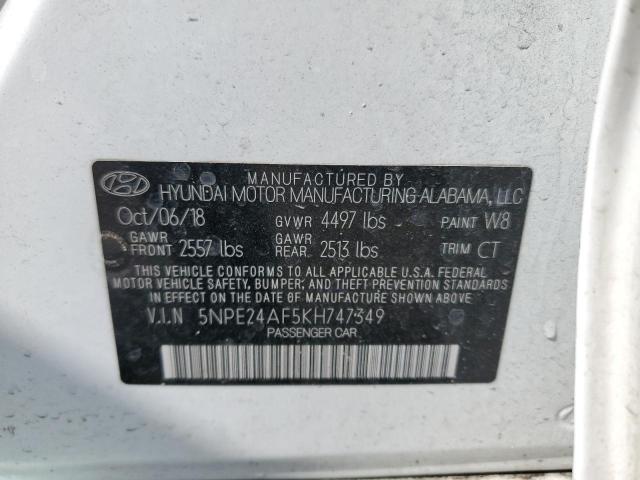 MANUFACTURED BY
HYUNDAI MOTOR MANUFACTURING ALABAMA, LLC
Oct/06/18 GVWR 4497 lbs PAINT W8
GAWR FRONT 2557 lbs GAWR REAR 2513 lbs TRIM CT
THIS VEHICLE CONFORMS TO ALL APPLICABLE U.S.A. FEDERAL
MOTOR VEHICLE SAFETY, BUMPER, AND THEFT PREVENTION STANDARDS
IN EFFECT ON THE DATE OF MANUFACTURE SHOWN ABOVE
V.I.N 5NPE24AF5KH747349
PASSENGER CAR